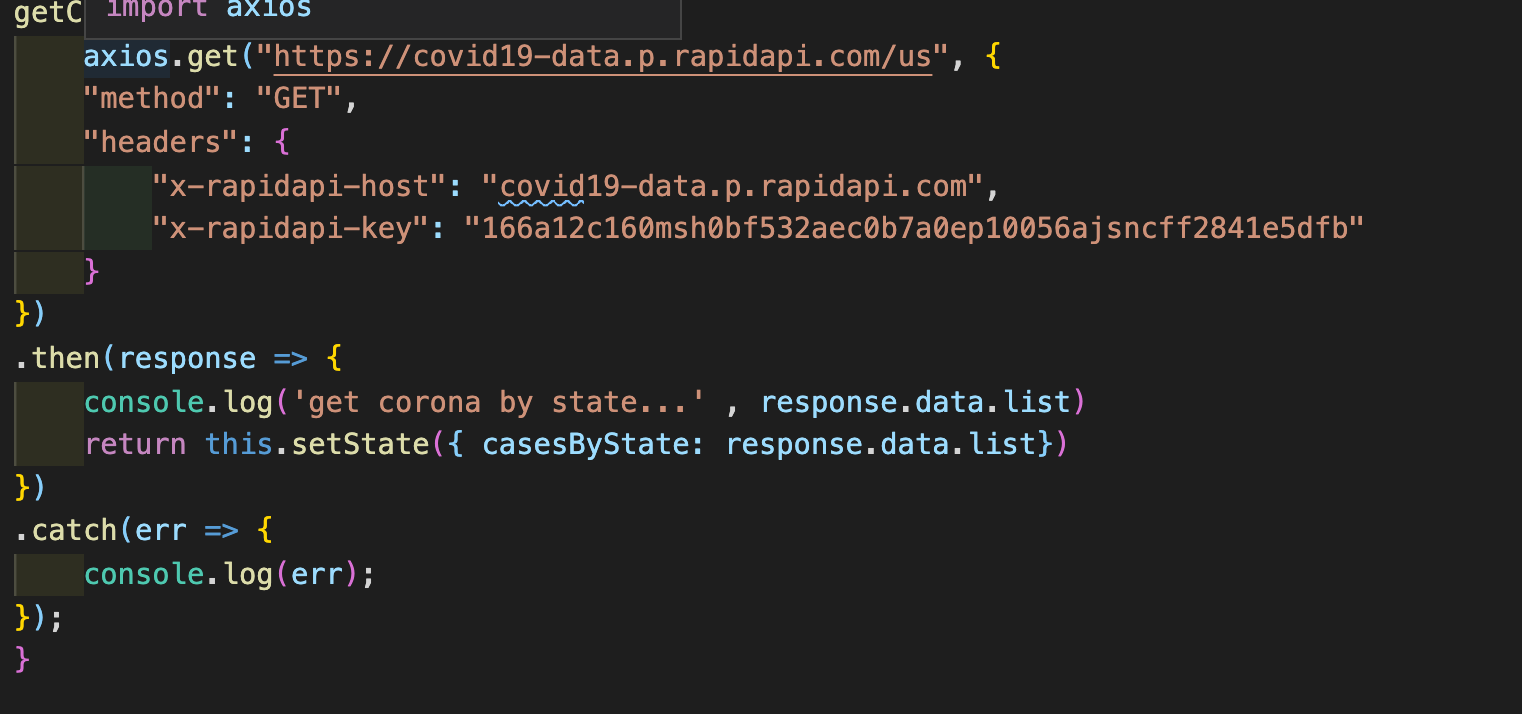 getC
import axios
axios.get("https://covid19-data.p.rapidapi.com/us", {
"method": "GET",
"headers": {
"x-rapidapi-host": "covid19-data.p.rapidapi.com",
"x-rapidapi-key": "166a12c160msh0bf532aec0b7a0ep10056ajsncff2841e5dfb"
}
})
.then(response => {
console.log('get corona by state...' , response.data.list)
return this.setState({ casesByState: response.data.list})
})
.catch(err => {
console.log(err);
});
}